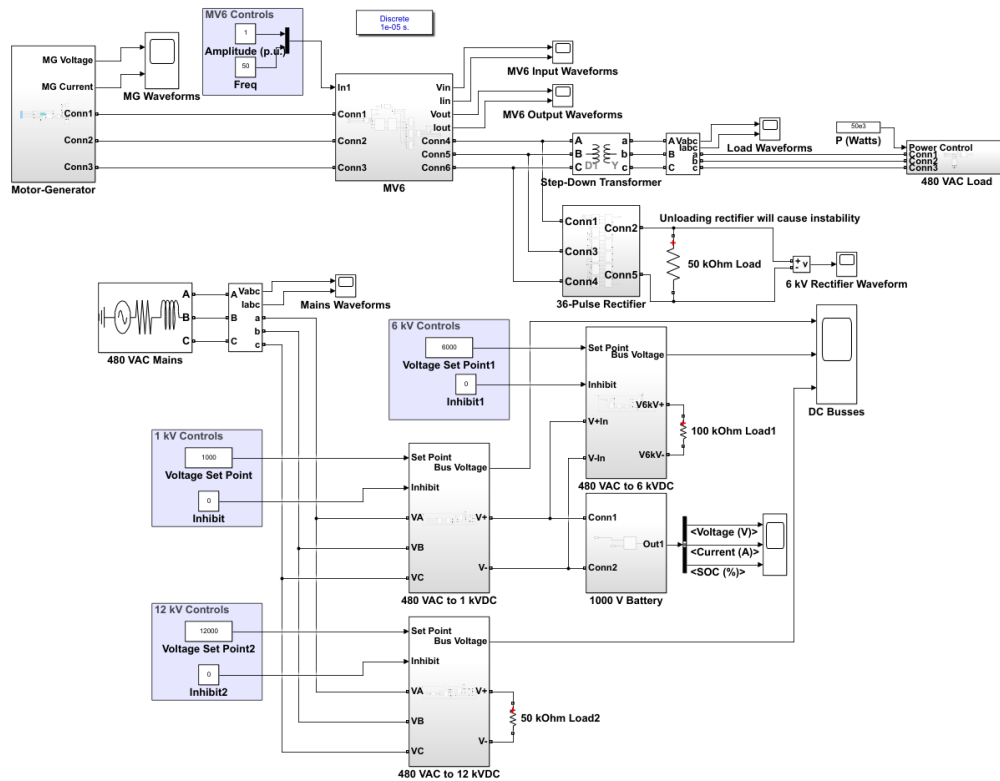 MV6 Controls
1
Amplitude (p.u.)
50
Freq
Discrete
1e-05 s.
MG Voltage
MG Current
Conn1
Conn2
Conn3
Motor-Generator
MG Waveforms
In1
Conn1
Conn2
Conn3
Vin
Iin
Vout
Iout
Conn4
Conn5
Conn6
MV6
MV6 Input Waveforms
MV6 Output Waveforms
A
B
C
a
b
c
D1
Y
Step-Down Transformer
A
B
C
Vabc
Iabc
a
b
c
Load Waveforms
50e3
P (Watts)
Power Control
Conn1
Conn2
Conn3
480 VAC Load
Conn1
Conn3
Conn4
Conn2
Conn5
36-Pulse Rectifier
Unloading rectifier will cause instability
50 kOhm Load
+
-
v
6 kV Rectifier Waveform
A
B
C
480 VAC Mains
A
B
C
Vabc
Iabc
a
b
c
Mains Waveforms
6 kV Controls
6000
Voltage Set Point1
0
Inhibit1
Set Point
Bus Voltage
Inhibit
V+In
V-In
V6kV+
V6kV-
480 VAC to 6 kVDC
100 kOhm Load1
DC Busses
1 kV Controls
1000
Voltage Set Point
0
Inhibit
Set Point
Bus Voltage
Inhibit
VA
VB
VC
V+
V-
480 VAC to 1 kVDC
Conn1
Conn2
Out1
1000 V Battery
<Voltage (V)>
<Current (A)>
<SOC (%)>
12 kV Controls
12000
Voltage Set Point2
0
Inhibit2
Set Point
Bus Voltage
Inhibit
VA
VB
VC
V+
V-
480 VAC to 12 kVDC
50 kOhm Load2